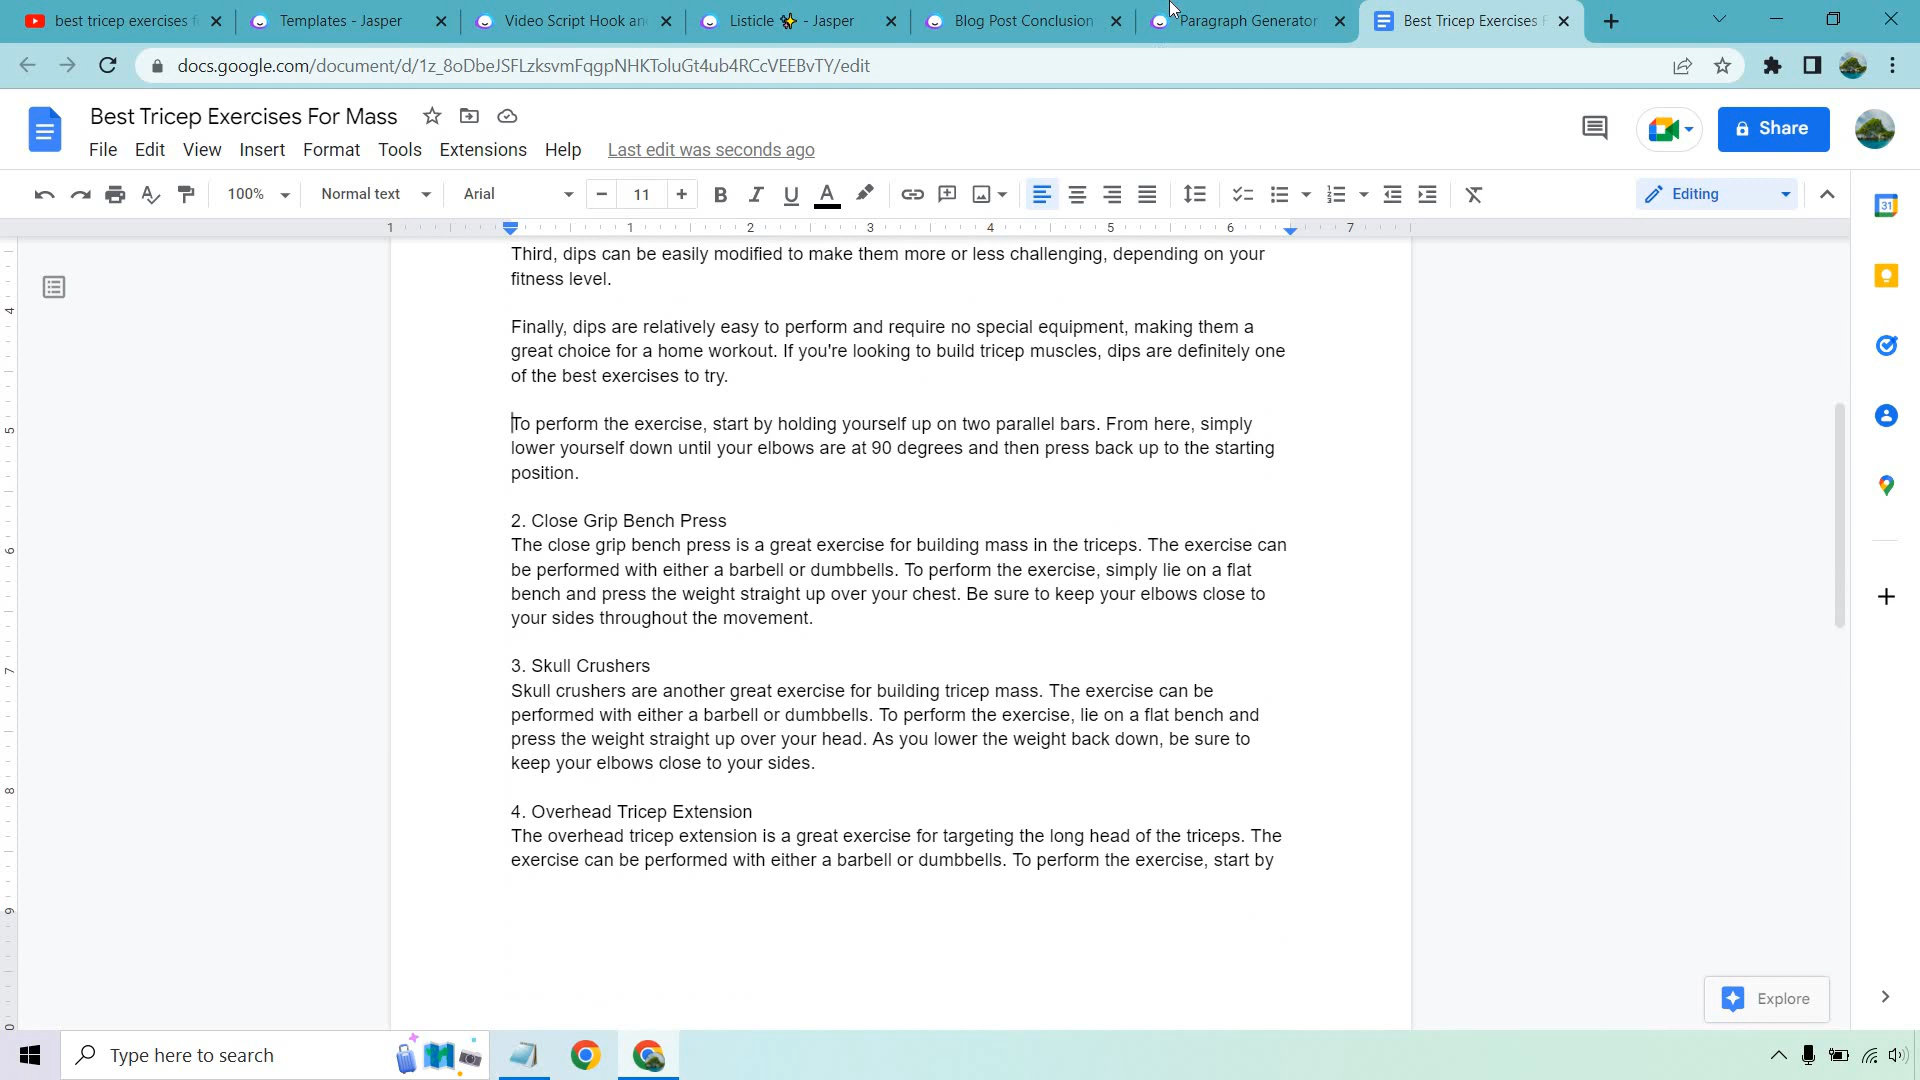 best tricep exercises f
Templates - Jasper
Video Script Hook an
Listicle ✨ - Jasper
Blog Post Conclusion
Paragraph Generator
Best Tricep Exercises F
docs.google.com/document/d/1z_8oDbeJSFLzksvmFqgpNHKToluGt4ub4RCcVEEBvTY/edit
Best Tricep Exercises For Mass
Share
File Edit View Insert Format Tools Extensions Help Last edit was seconds ago
100% Normal text Arial 11 Editing
1 1 2 3 4 5 6 7
31
4
5
6
7
8
9
Third, dips can be easily modified to make them more or less challenging, depending on your
fitness level.
Finally, dips are relatively easy to perform and require no special equipment, making them a
great choice for a home workout. If you're looking to build tricep muscles, dips are definitely one
of the best exercises to try.
To perform the exercise, start by holding yourself up on two parallel bars. From here, simply
lower yourself down until your elbows are at 90 degrees and then press back up to the starting
position.
2. Close Grip Bench Press
The close grip bench press is a great exercise for building mass in the triceps. The exercise can
be performed with either a barbell or dumbbells. To perform the exercise, simply lie on a flat
bench and press the weight straight up over your chest. Be sure to keep your elbows close to
your sides throughout the movement.
3. Skull Crushers
Skull crushers are another great exercise for building tricep mass. The exercise can be
performed with either a barbell or dumbbells. To perform the exercise, lie on a flat bench and
press the weight straight up over your head. As you lower the weight back down, be sure to
keep your elbows close to your sides.
4. Overhead Tricep Extension
The overhead tricep extension is a great exercise for targeting the long head of the triceps. The
exercise can be performed with either a barbell or dumbbells. To perform the exercise, start by
Explore
Type here to search